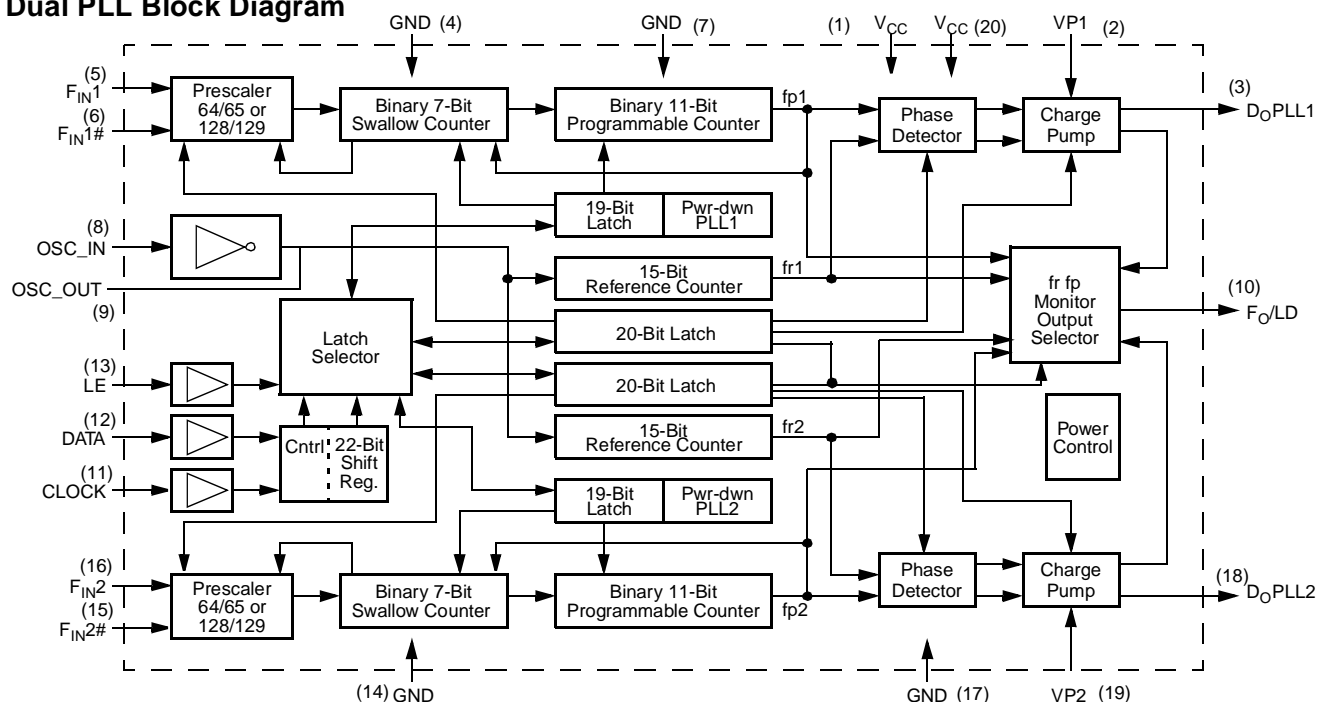 Dual PLL Block Diagram
GND (4)
GND (7)
(1) VCC
VCC (20)
VP1 (2)
(5)
FIN1
(6)
FIN1#
Prescaler
64/65 or
128/129
Binary 7-Bit
Swallow Counter
Binary 11-Bit
Programmable Counter
fp1
Phase
Detector
Charge
Pump
(3)
DOPLL1
19-Bit
Latch
Pwr-dwn
PLL1
(8)
OSC_IN
OSC_OUT
(9)
15-Bit
Reference Counter
fr1
fr fp
Monitor
Output
Selector
(10)
FO/LD
Latch
Selector
20-Bit Latch
20-Bit Latch
(13)
LE
(12)
DATA
(11)
CLOCK
Cntrl
22-Bit
Shift
Reg.
15-Bit
Reference Counter
fr2
Power
Control
19-Bit
Latch
Pwr-dwn
PLL2
(16)
FIN2
(15)
FIN2#
Prescaler
64/65 or
128/129
Binary 7-Bit
Swallow Counter
Binary 11-Bit
Programmable Counter
fp2
Phase
Detector
Charge
Pump
(18)
DOPLL2
(14) GND
GND (17)
VP2 (19)